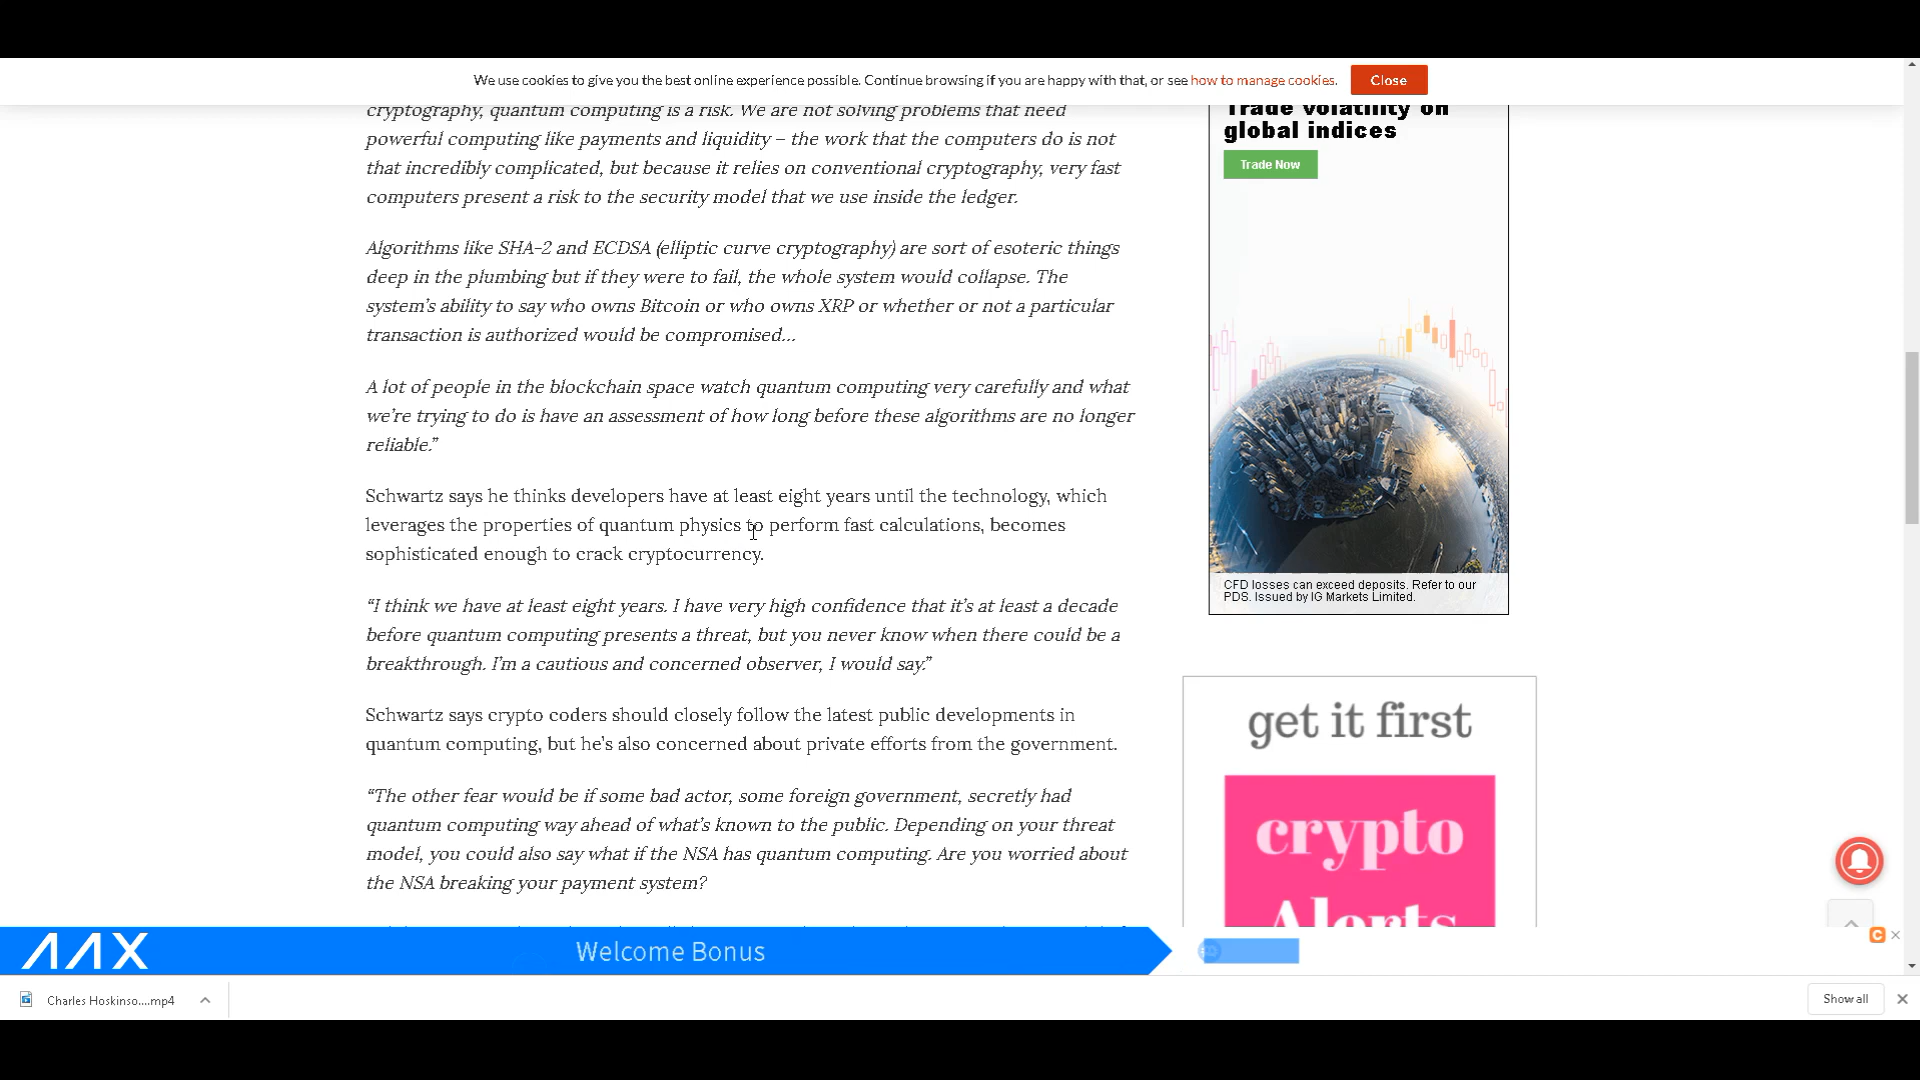 We use cookies to give you the best online experience possible. Continue browsing if you are happy with that, or see how to manage cookies.
Close
cryptography, quantum computing is a risk. We are not solving problems that need
powerful computing like payments and liquidity – the work that the computers do is not
that incredibly complicated, but because it relies on conventional cryptography, very fast
computers present a risk to the security model that we use inside the ledger.
Algorithms like SHA-2 and ECDSA (elliptic curve cryptography) are sort of esoteric things
deep in the plumbing but if they were to fail, the whole system would collapse. The
system’s ability to say who owns Bitcoin or who owns XRP or whether or not a particular
transaction is authorized would be compromised…
A lot of people in the blockchain space watch quantum computing very carefully and what
we’re trying to do is have an assessment of how long before these algorithms are no longer
reliable.”
Schwartz says he thinks developers have at least eight years until the technology, which
leverages the properties of quantum physics to perform fast calculations, becomes
sophisticated enough to crack cryptocurrency.
“I think we have at least eight years. I have very high confidence that it’s at least a decade
before quantum computing presents a threat, but you never know when there could be a
breakthrough. I’m a cautious and concerned observer, I would say.”
Schwartz says crypto coders should closely follow the latest public developments in
quantum computing, but he’s also concerned about private efforts from the government.
“The other fear would be if some bad actor, some foreign government, secretly had
quantum computing way ahead of what’s known to the public. Depending on your threat
model, you could also say what if the NSA has quantum computing. Are you worried about
the NSA breaking your payment system?
Trade volatility on
global indices
Trade Now
CFD losses can exceed deposits. Refer to our
PDS. Issued by IG Markets Limited.
get it first
crypto
Alerts
AAX
Welcome Bonus
Charles Hoskinso....mp4
Show all